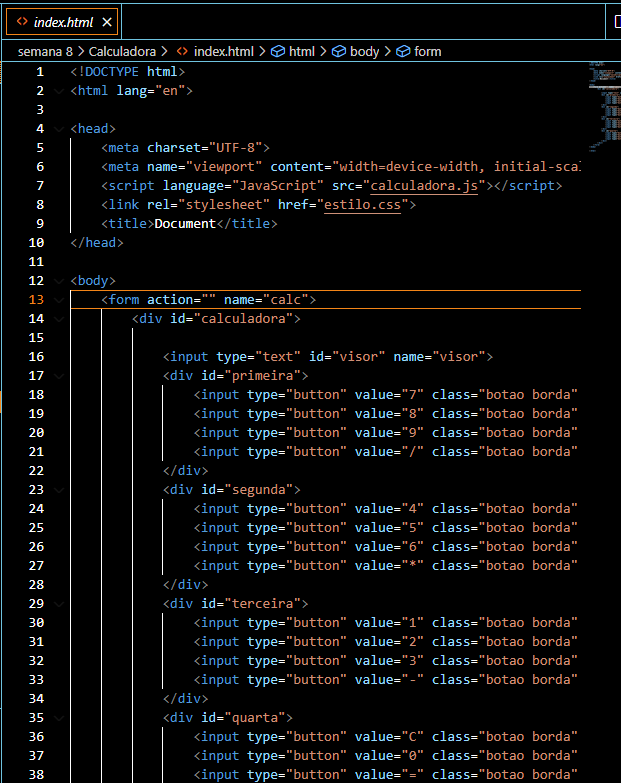 index.html
semana 8 > Calculadora > index.html > html > body > form
1 <!DOCTYPE html>
2 <html lang="en">
3
4 <head>
5 <meta charset="UTF-8">
6 <meta name="viewport" content="width=device-width, initial-scal
7 <script language="JavaScript" src="calculadora.js"></script>
8 <link rel="stylesheet" href="estilo.css">
9 <title>Document</title>
10 </head>
11
12 <body>
13 <form action="" name="calc">
14 <div id="calculadora">
15
16 <input type="text" id="visor" name="visor">
17 <div id="primeira">
18 <input type="button" value="7" class="botao borda"
19 <input type="button" value="8" class="botao borda"
20 <input type="button" value="9" class="botao borda"
21 <input type="button" value="/" class="botao borda"
22 </div>
23 <div id="segunda">
24 <input type="button" value="4" class="botao borda"
25 <input type="button" value="5" class="botao borda"
26 <input type="button" value="6" class="botao borda"
27 <input type="button" value="*" class="botao borda"
28 </div>
29 <div id="terceira">
30 <input type="button" value="1" class="botao borda"
31 <input type="button" value="2" class="botao borda"
32 <input type="button" value="3" class="botao borda"
33 <input type="button" value="-" class="botao borda"
34 </div>
35 <div id="quarta">
36 <input type="button" value="C" class="botao borda"
37 <input type="button" value="0" class="botao borda"
38 <input type="button" value="=" class="botao borda"